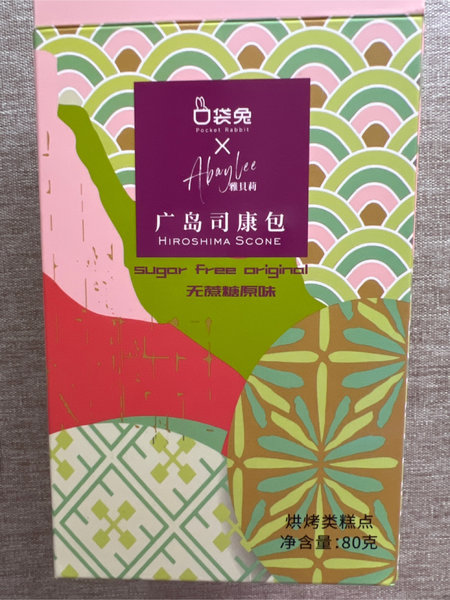 口袋兔
Pocket Rabbit
X
Abaylee
雅贝莉
广岛司康包
HIROSHIMA SCONE
sugar free original
无蔗糖原味
烘烤类糕点
净含量:80克